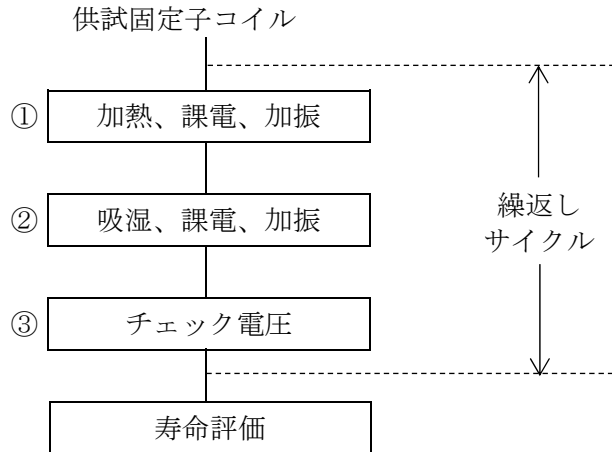 供試固定子コイル
① 加熱、課電、加振
② 吸湿、課電、加振
繰返し
サイクル
③ チェック電圧
寿命評価